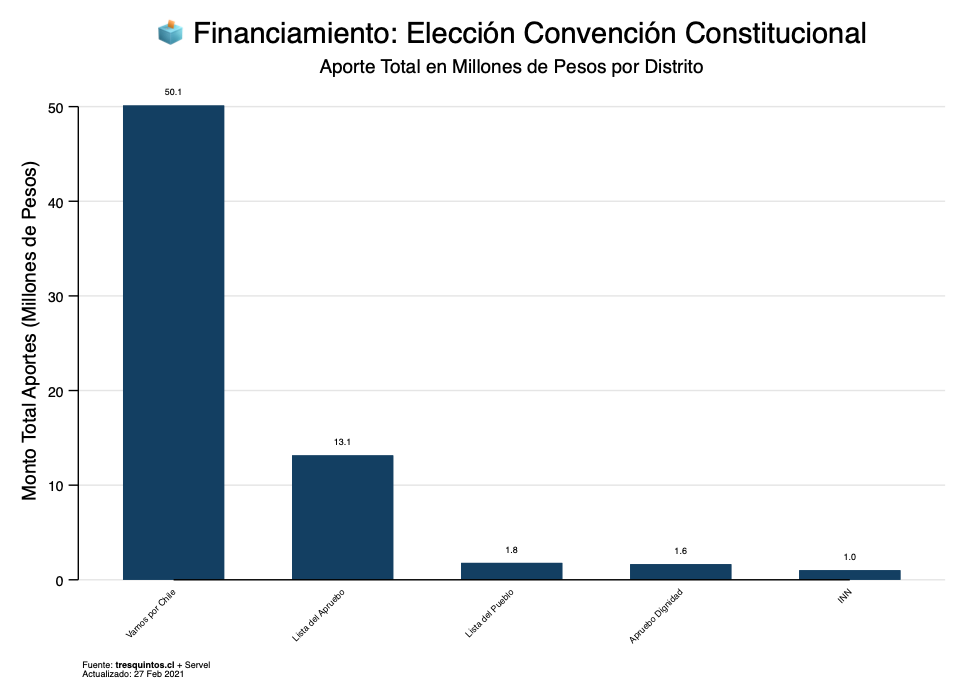 Financiamiento: Elección Convención Constitucional
Aporte Total en Millones de Pesos por Distrito
Monto Total Aportes (Millones de Pesos)
50
40
30
20
10
0
50.1
13.1
1.8
1.6
1.0
Vamos por Chile
Lista del Apruebo
Lista del Pueblo
Apruebo Dignidad
INN
Fuente: tresquintos.cl + Servel
Actualizado: 27 Feb 2021